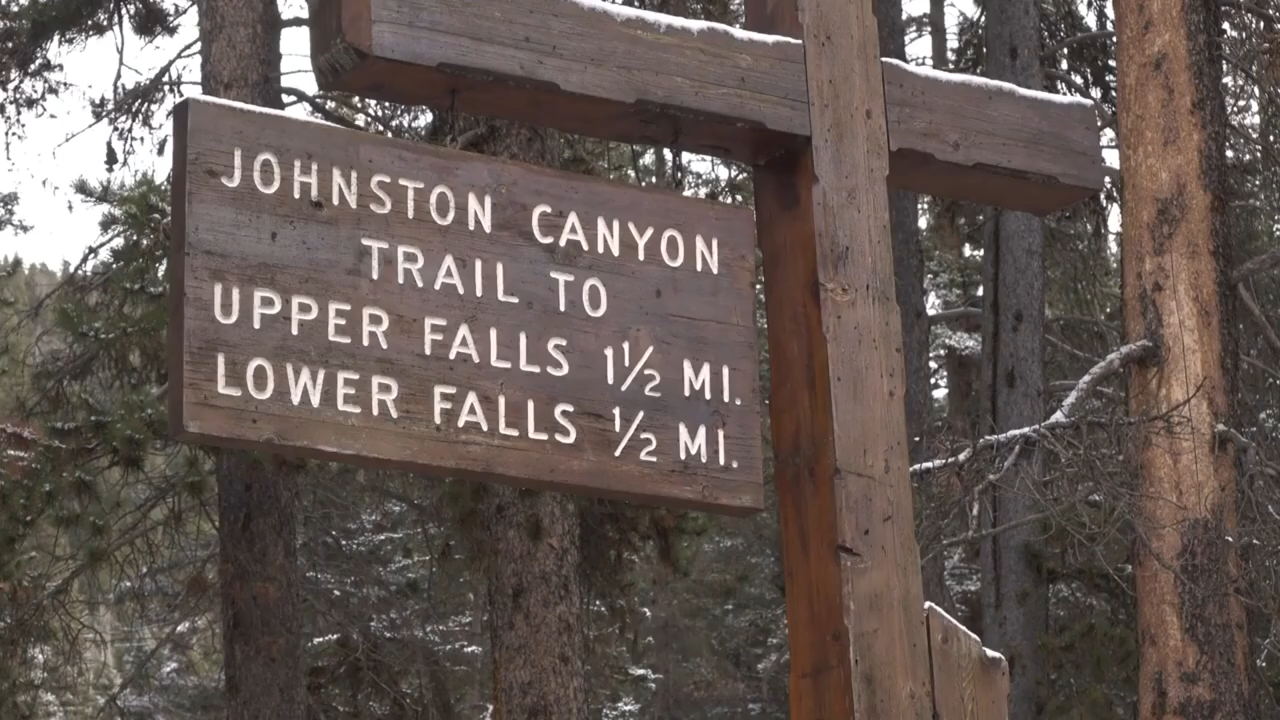 JOHNSTON CANYON
TRAIL TO
UPPER FALLS 1½ MI.
LOWER FALLS ½ MI.